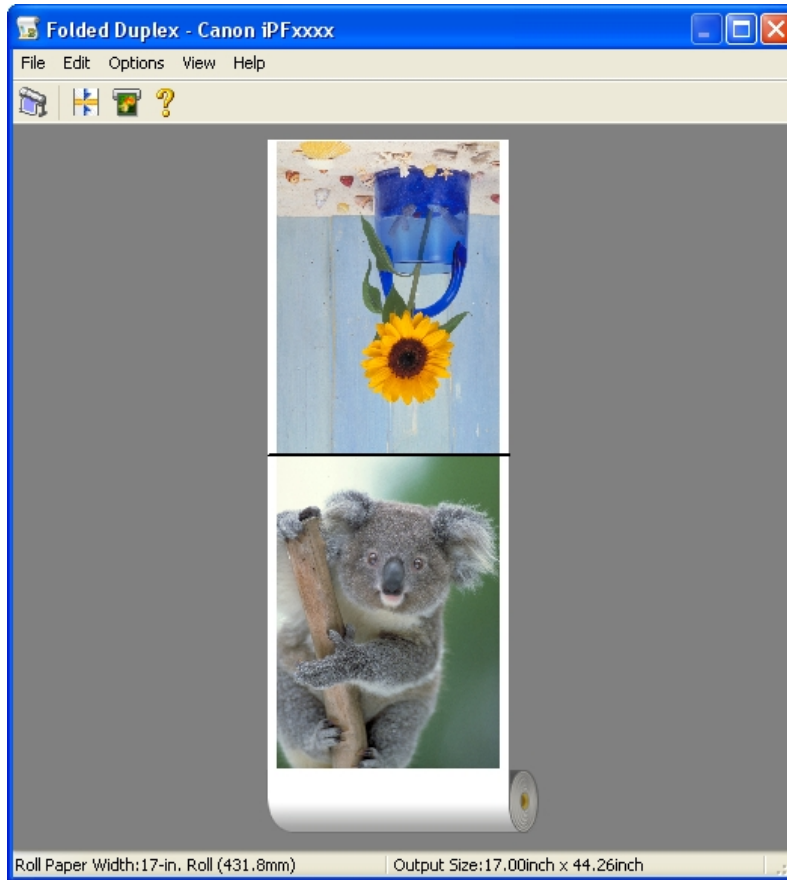 Folded Duplex - Canon iPFxxxx
File Edit Options View Help
Roll Paper Width:17-in. Roll (431.8mm) Output Size:17.00inch x 44.26inch